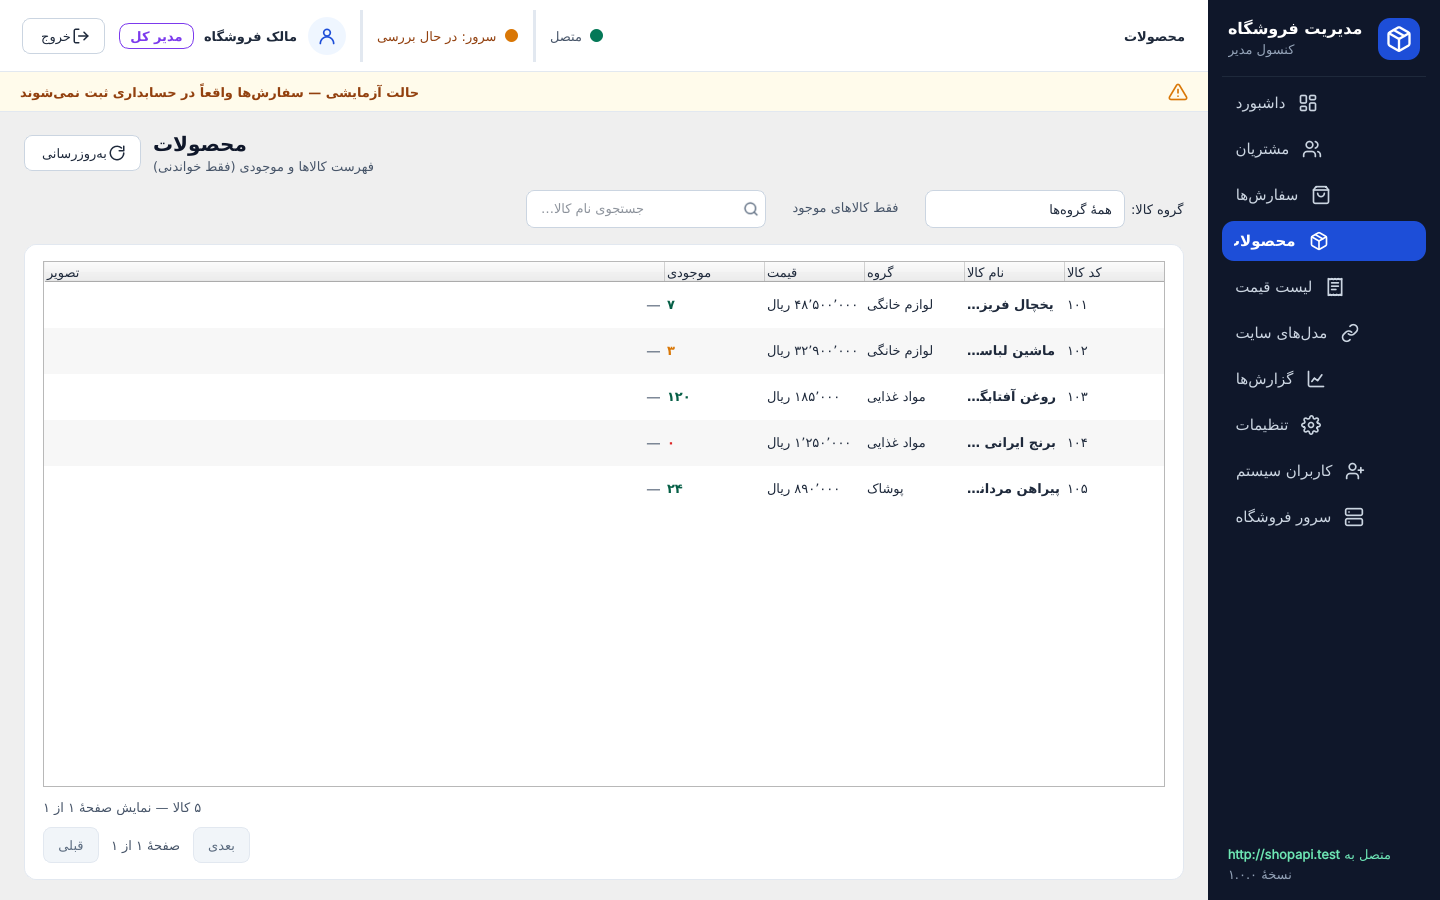 مدیریت فروشگاه
کنسول مدیر
داشبورد
مشتریان
سفارش‌ها
محصولات
لیست قیمت
مدل‌های سایت
گزارش‌ها
تنظیمات
کاربران سیستم
سرور فروشگاه
متصل به http://shopapi.test
نسخهٔ ۱.۰.۰
محصولات
متصل
سرور: در حال بررسی
مالک فروشگاه
مدیر کل
خروج
حالت آزمایشی — سفارش‌ها واقعاً در حسابداری ثبت نمی‌شوند
محصولات
فهرست کالاها و موجودی (فقط خواندنی)
به‌روزرسانی
گروه کالا: همهٔ گروه‌ها فقط کالاهای موجود جستجوی نام کالا...
کد کالا نام کالا گروه قیمت موجودی تصویر
۱۰۱ یخچال فریز... لوازم خانگی ۴۸٬۵۰۰٬۰۰۰ ریال ۷ —
۱۰۲ ماشین لباس... لوازم خانگی ۳۲٬۹۰۰٬۰۰۰ ریال ۳ —
۱۰۳ روغن آفتابگ... مواد غذایی ۱۸۵٬۰۰۰ ریال ۱۲۰ —
۱۰۴ برنج ایرانی ... مواد غذایی ۱٬۲۵۰٬۰۰۰ ریال ۰ —
۱۰۵ پیراهن مردانـ... پوشاک ۸۹۰٬۰۰۰ ریال ۲۴ —
۵ کالا — نمایش صفحهٔ ۱ از ۱
بعدی صفحهٔ ۱ از ۱ قبلی